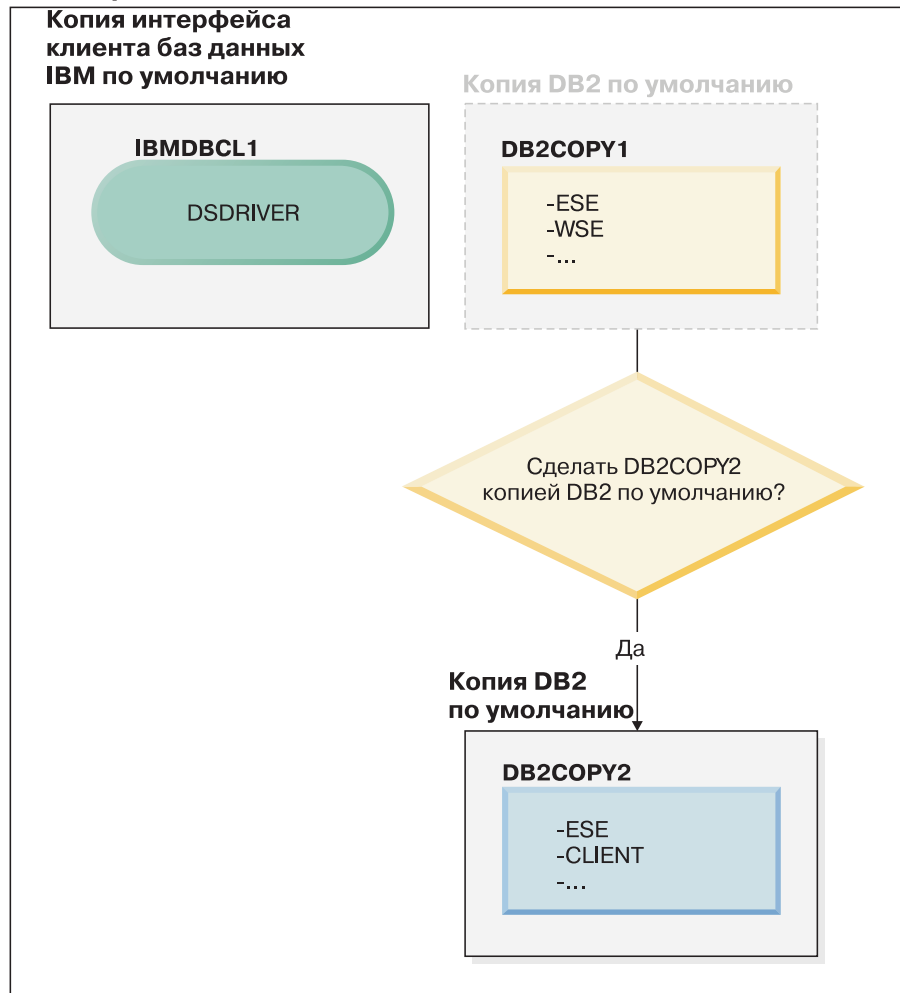 Копия интерфейса
клиента баз данных
IBM по умолчанию
Копия DB2 по умолчанию
IBMDBCL1
DSDRIVER
DB2COPY1
-ESE
-WSE
-...
Сделать DB2COPY2
копией DB2 по умолчанию?
Да
Копия DB2
по умолчанию
DB2COPY2
-ESE
-CLIENT
-...